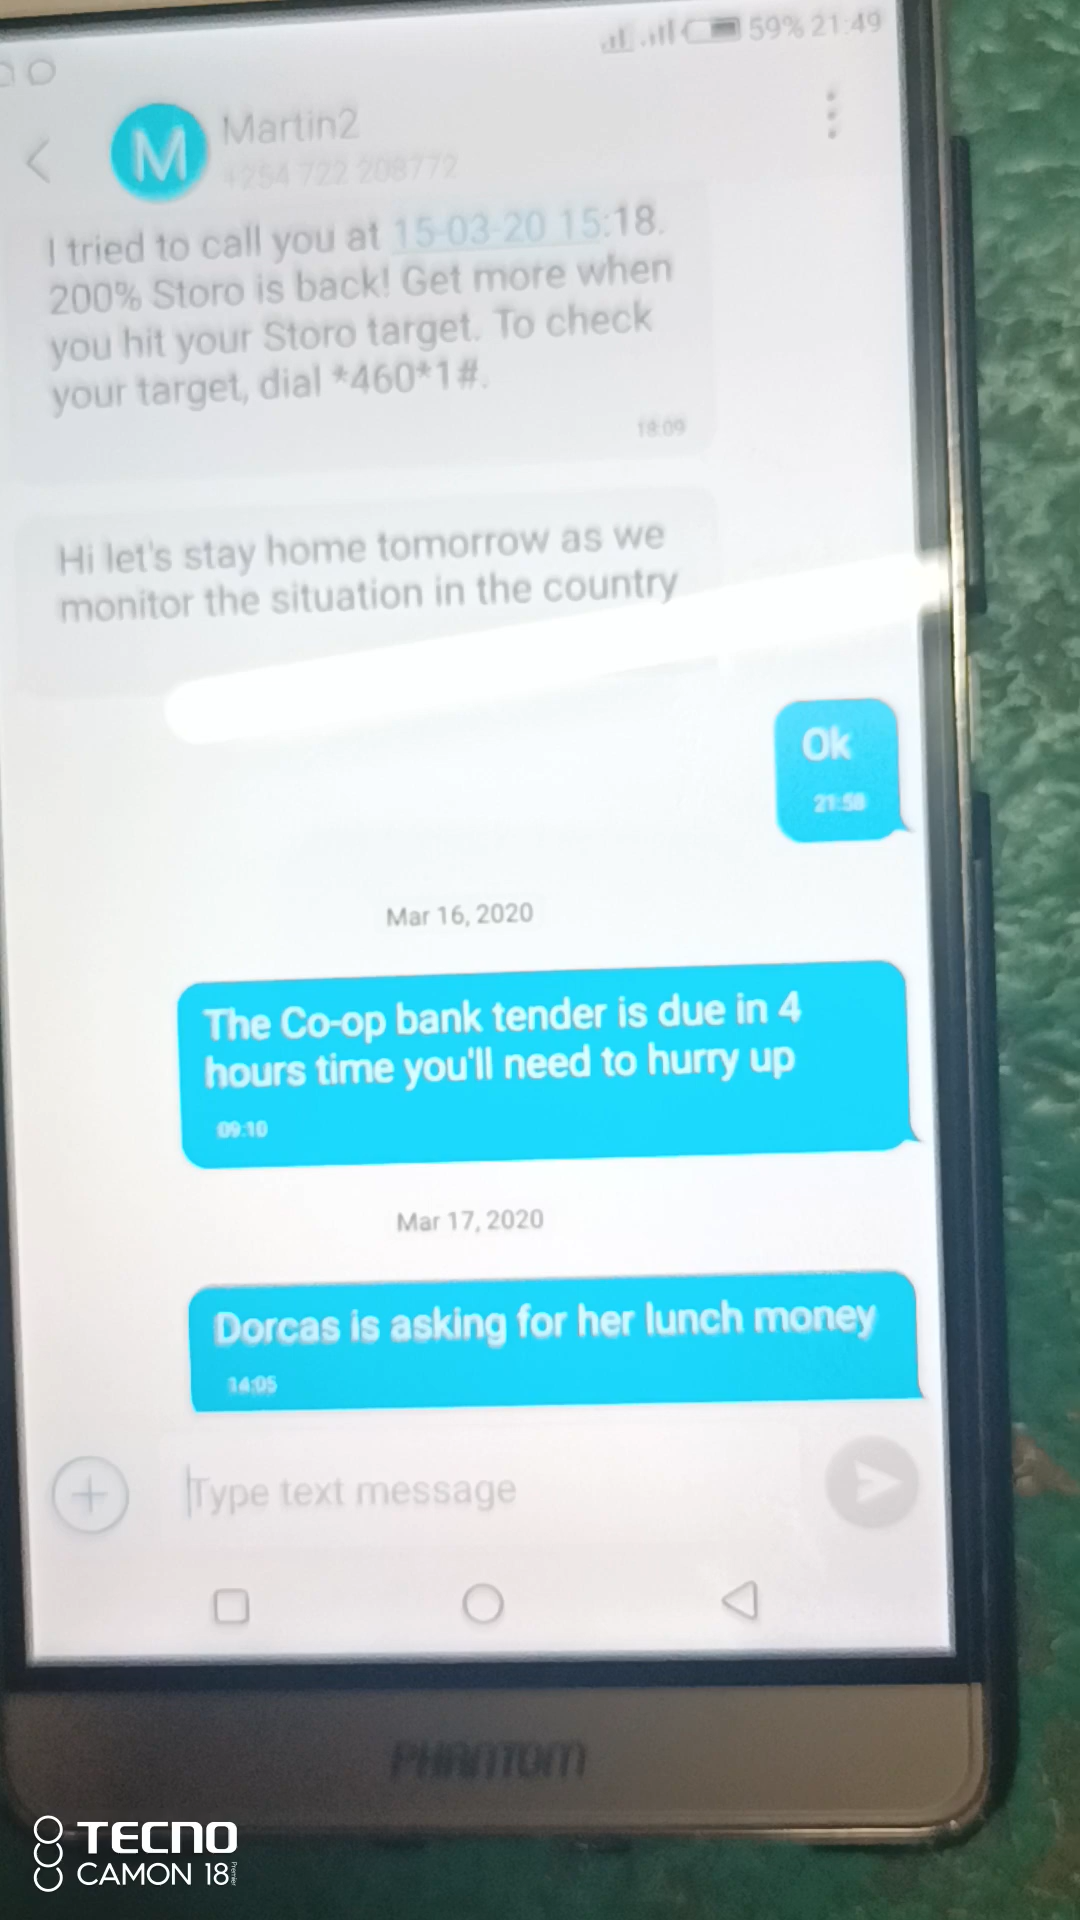 59% 21:49
M
Martin2
+254 722 208772
I tried to call you at 15-03-20 15:18.
200% Storo is back! Get more when
you hit your Storo target. To check
your target, dial *460*1#.
18:09
Hi let's stay home tomorrow as we
monitor the situation in the country
Ok
21:58
Mar 16, 2020
The Co-op bank tender is due in 4
hours time you'll need to hurry up
09:10
Mar 17, 2020
Dorcas is asking for her lunch money
14:05
Type text message
PHANTOM
TECNO
CAMON 18 Premier